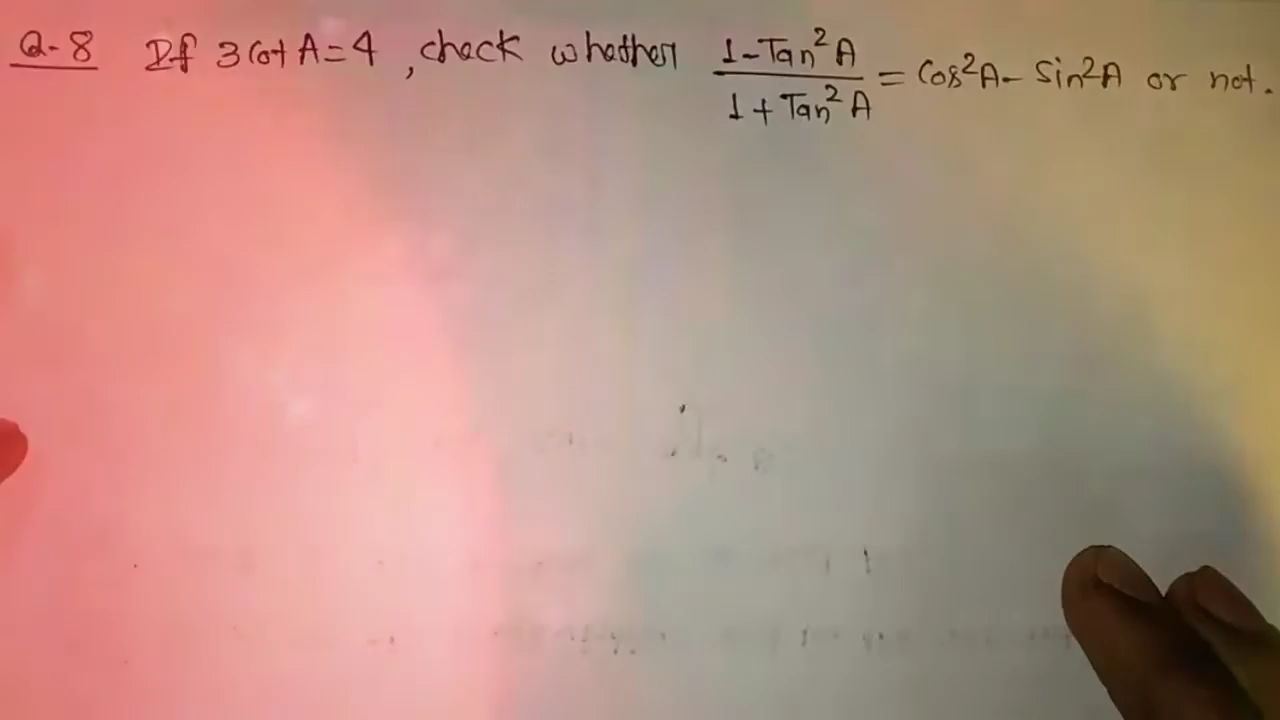 Q-8 If 3 Cot A = 4, check whether (1 - Tan²A)/(1 + Tan²A) = Cos²A - Sin²A or not.